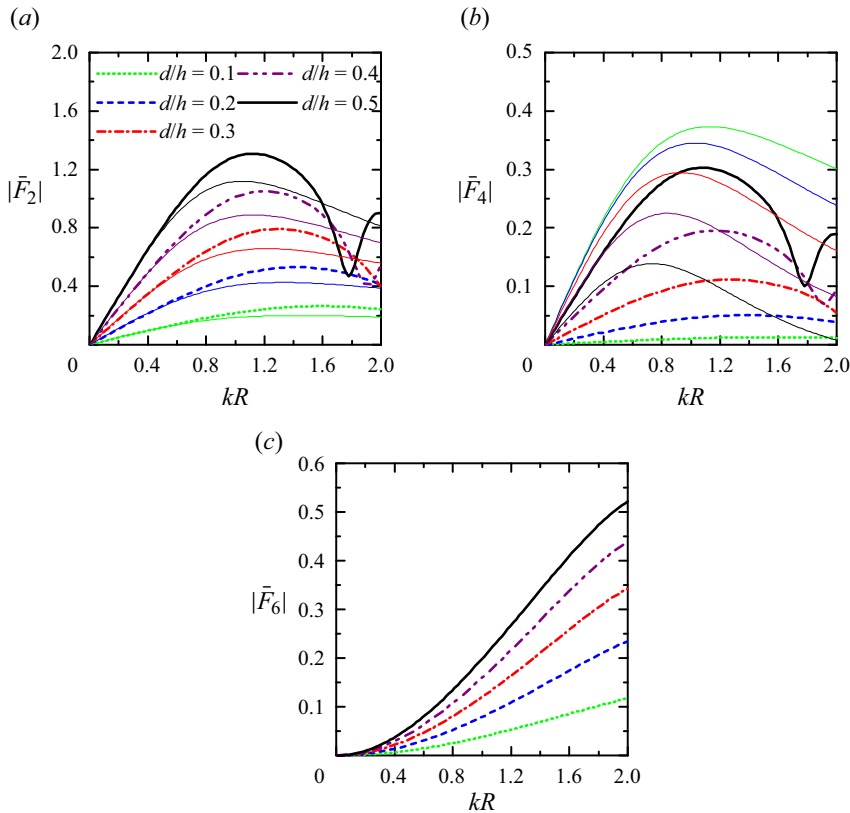 (a)
2.0
1.6
1.2
0.8
0.4
|F̄₂|
d/h = 0.1
d/h = 0.4
d/h = 0.2
d/h = 0.5
d/h = 0.3
0 0.4 0.8 1.2 1.6 2.0
kR
(b)
0.5
0.4
0.3
0.2
0.1
|F̄₄|
0 0.4 0.8 1.2 1.6 2.0
kR
(c)
0.6
0.5
0.4
0.3
0.2
0.1
|F̄₆|
0 0.4 0.8 1.2 1.6 2.0
kR